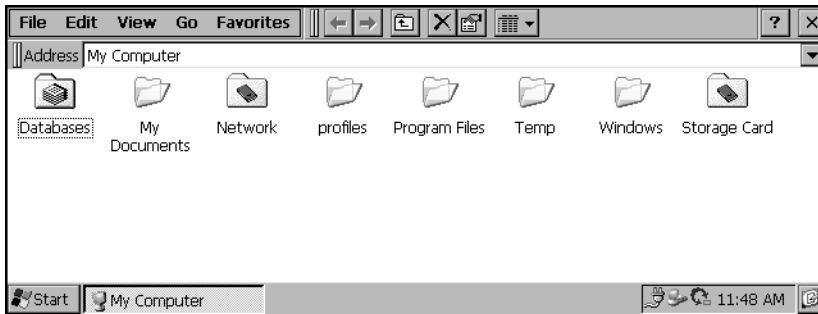 File Edit View Go Favorites ? ×
Address My Computer
Databases My Documents Network profiles Program Files Temp Windows Storage Card
Start My Computer 11:48 AM